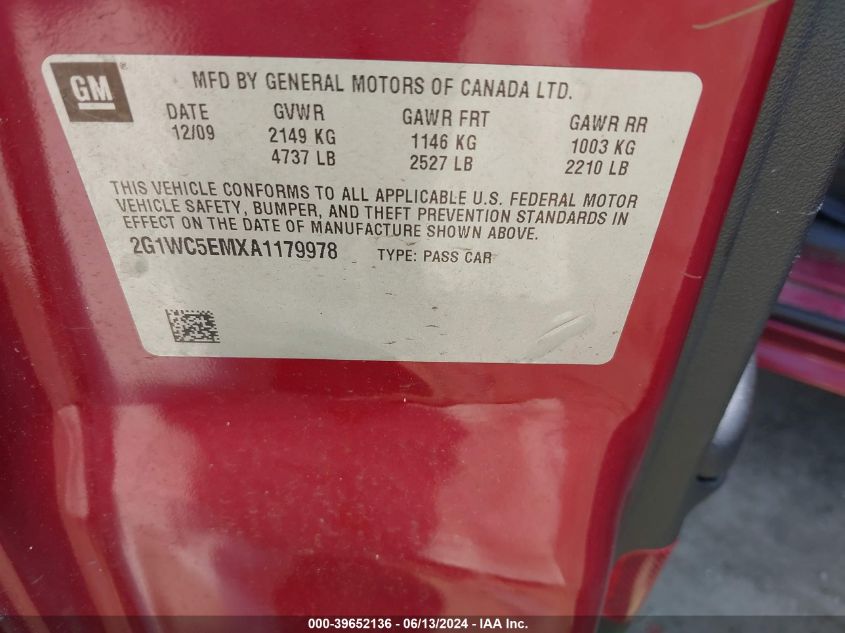 GM
MFD BY GENERAL MOTORS OF CANADA LTD.
DATE GVWR GAWR FRT GAWR RR
12/09 2149 KG 1146 KG 1003 KG
4737 LB 2527 LB 2210 LB
THIS VEHICLE CONFORMS TO ALL APPLICABLE U.S. FEDERAL MOTOR
VEHICLE SAFETY, BUMPER, AND THEFT PREVENTION STANDARDS IN
EFFECT ON THE DATE OF MANUFACTURE SHOWN ABOVE.
2G1WC5EMXA1179978 TYPE: PASS CAR
000-39652136 - 06/13/2024 - IAA Inc.